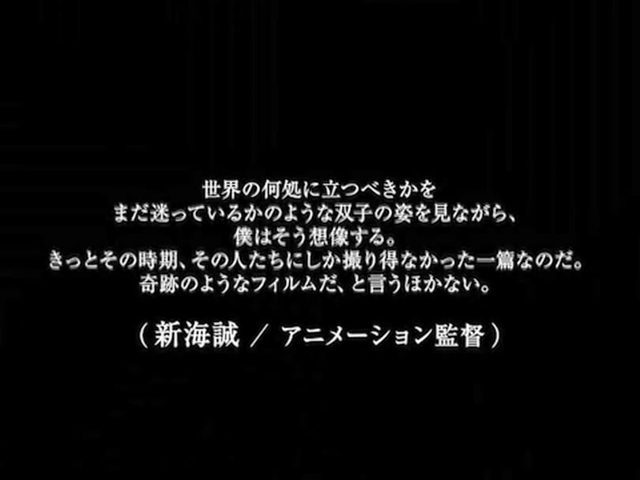 世界の何処に立つべきかを
まだ迷っているかのような双子の姿を見ながら、
僕はそう想像する。
きっとその時期、その人たちにしか撮り得なかった一篇なのだ。
奇跡のようなフィルムだ、と言うほかない。
(新海誠 / アニメーション監督)